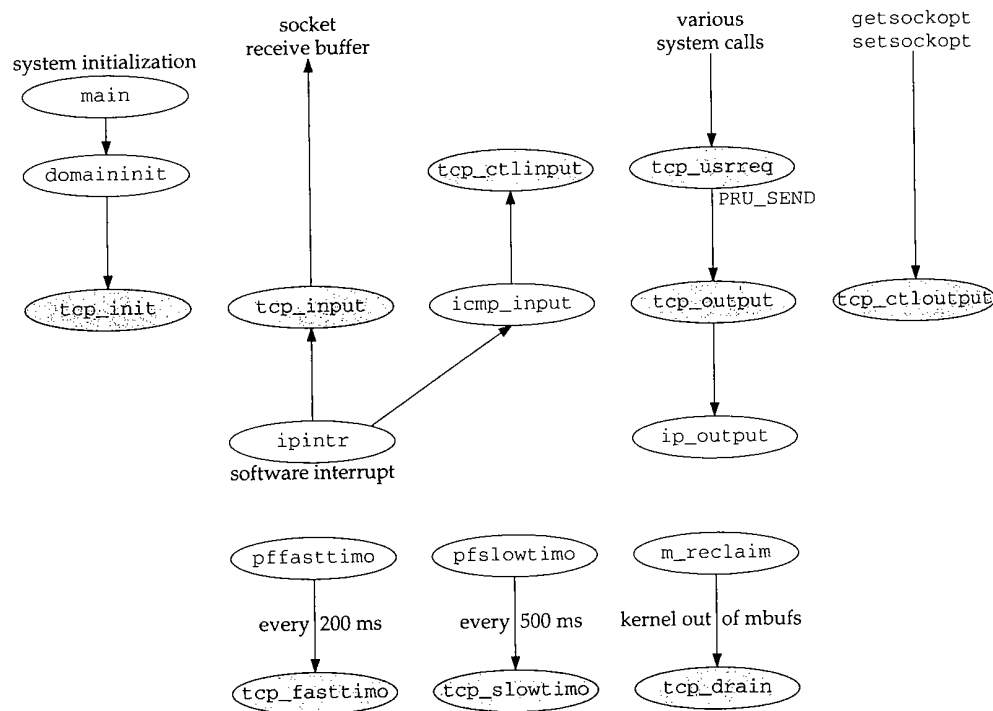 socket
receive buffer
various
system calls
getsockopt
setsockopt
system initialization
main
domaininit
tcp_ctlinput
tcp_usrreq
PRU_SEND
tcp_init
tcp_input
icmp_input
tcp_output
tcp_ctloutput
ipintr
software interrupt
ip_output
pffasttimo
pfslowtimo
m_reclaim
every 200 ms
every 500 ms
kernel out of mbufs
tcp_fasttimo
tcp_slowtimo
tcp_drain